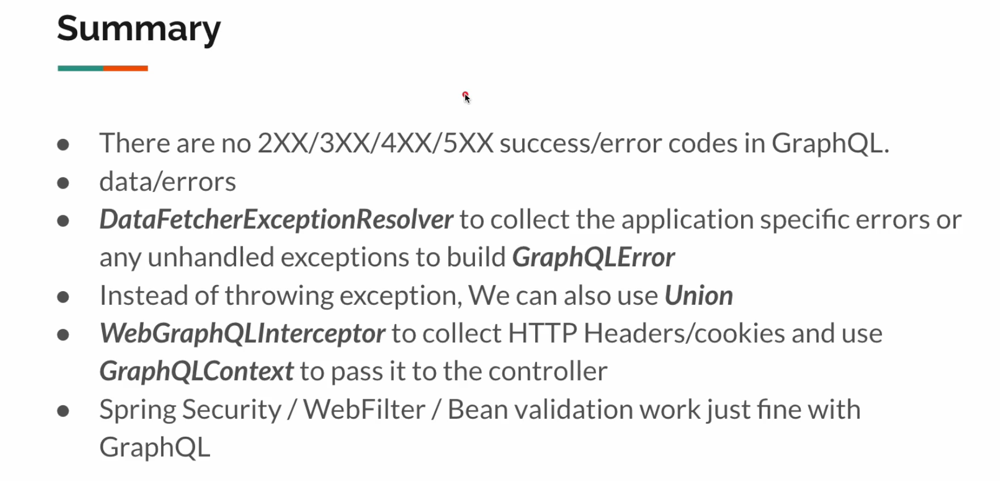 Summary
● There are no 2XX/3XX/4XX/5XX success/error codes in GraphQL.
● data/errors
● DataFetcherExceptionResolver to collect the application specific errors or
any unhandled exceptions to build GraphQLError
● Instead of throwing exception, We can also use Union
● WebGraphQLInterceptor to collect HTTP Headers/cookies and use
GraphQLContext to pass it to the controller
● Spring Security / WebFilter / Bean validation work just fine with
GraphQL